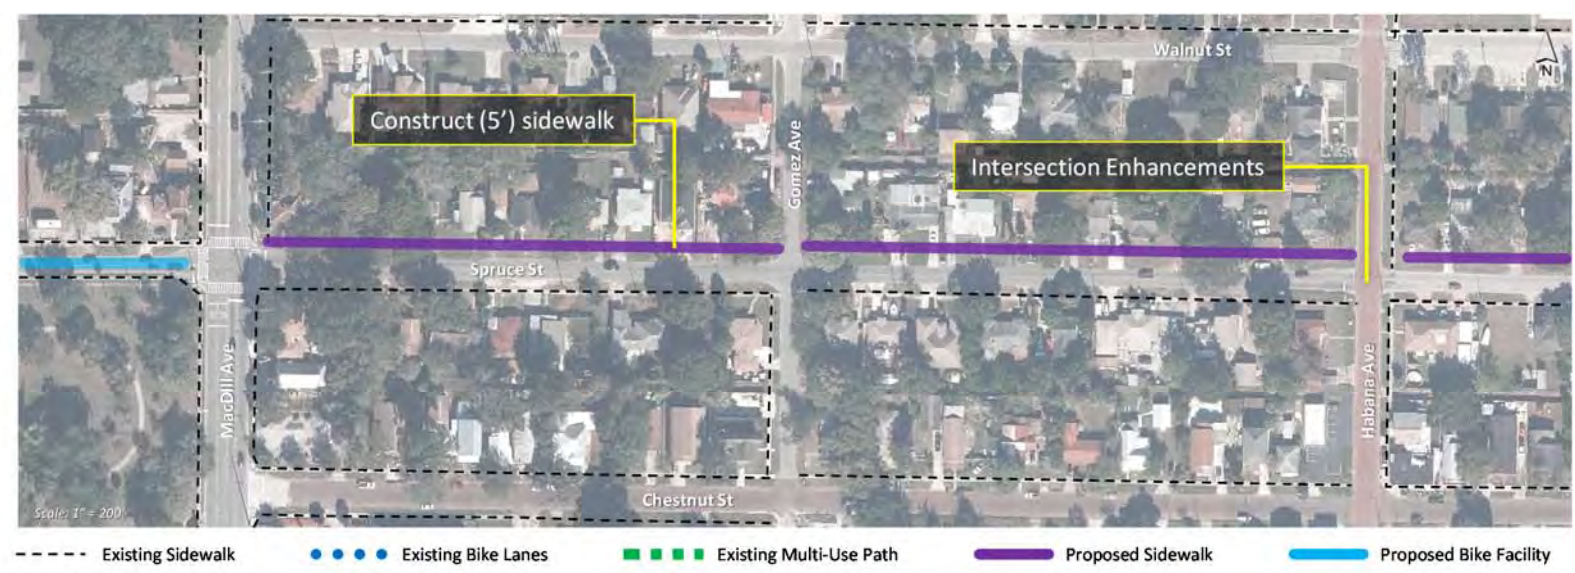 Walnut St
N
Construct (5') sidewalk
Gomez Ave
Intersection Enhancements
Spruce St
MacDill Ave
Habana Ave
Chestnut St
Scale: 1" = 200'
Existing Sidewalk
Existing Bike Lanes
Existing Multi-Use Path
Proposed Sidewalk
Proposed Bike Facility